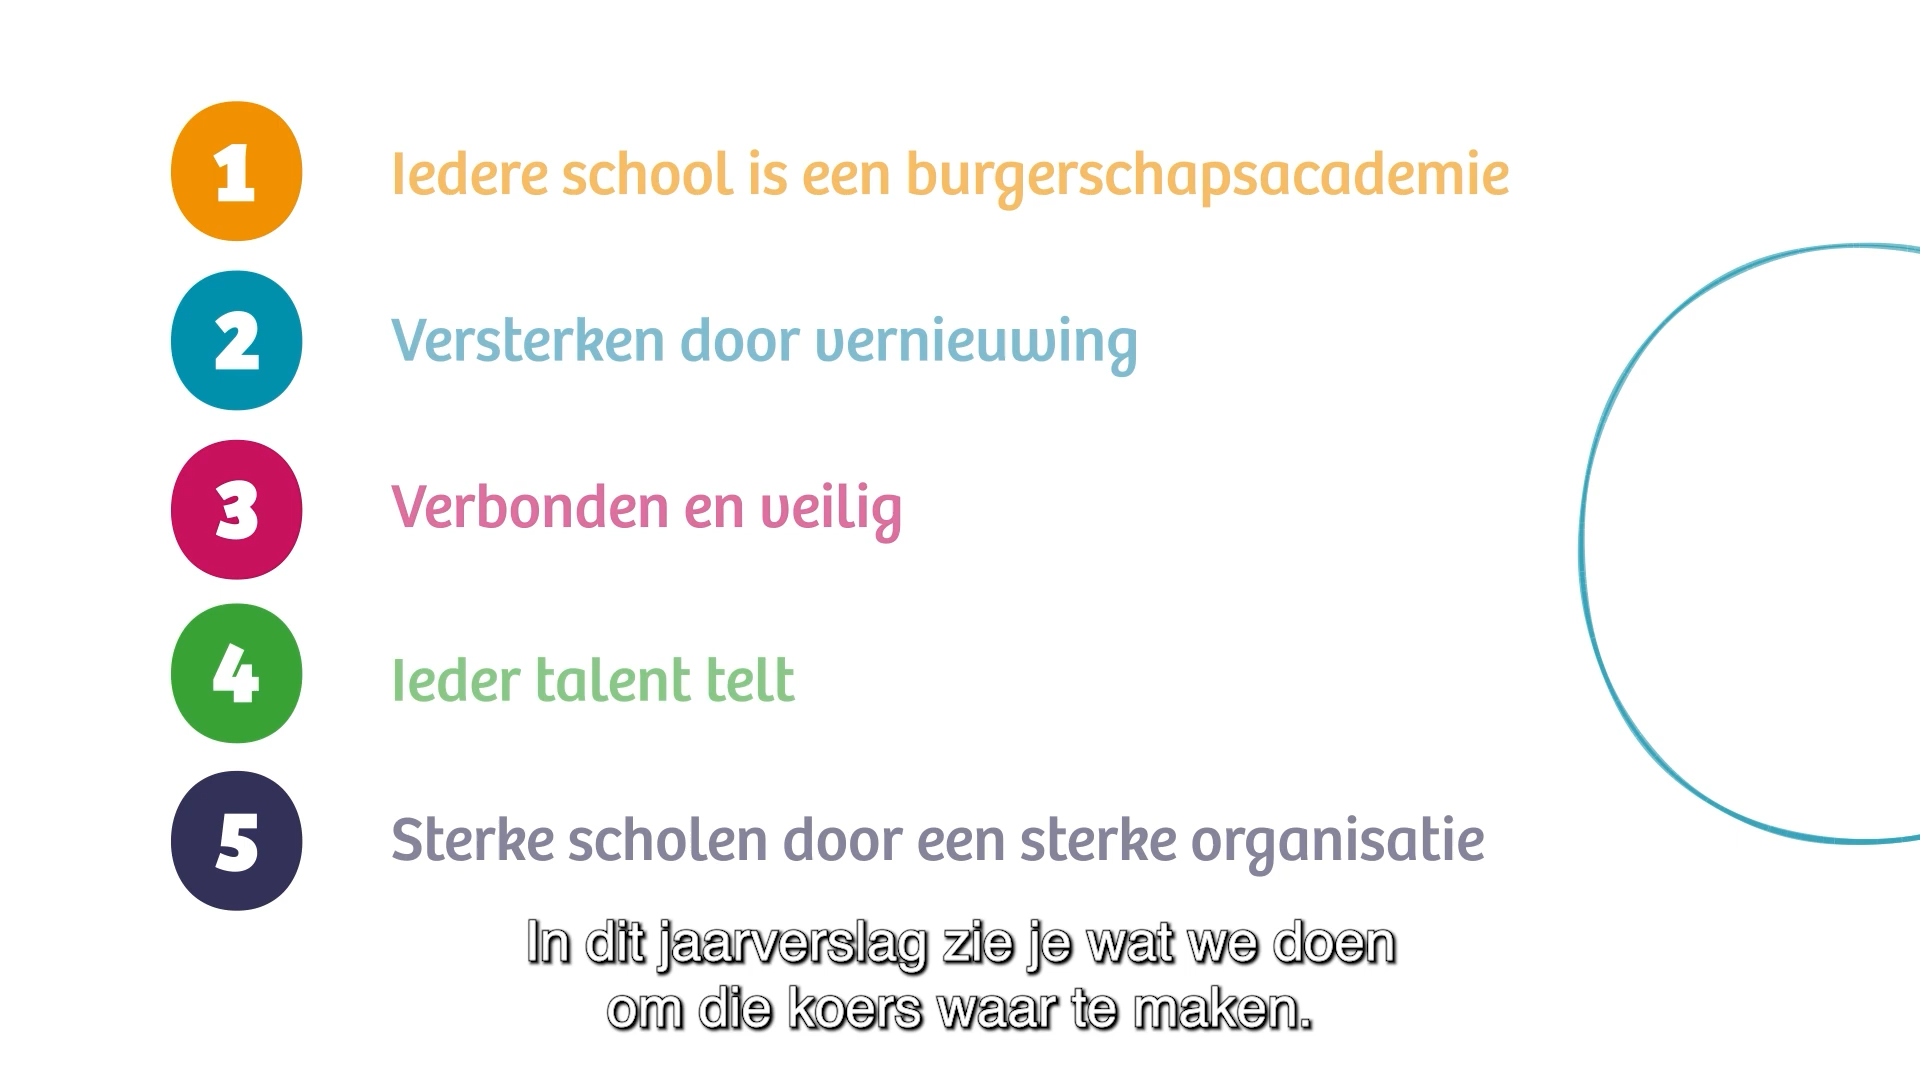 1 Iedere school is een burgerschapsacademie
2 Versterken door vernieuwing
3 Verbonden en veilig
4 Ieder talent telt
5 Sterke scholen door een sterke organisatie
In dit jaarverslag zie je wat we doen
om die koers waar te maken.